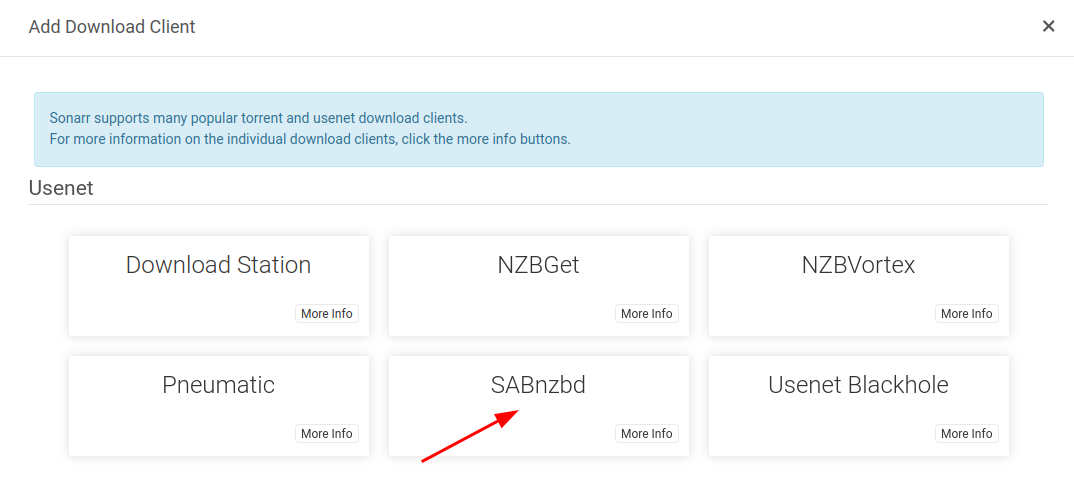 Add Download Client
Sonarr supports many popular torrent and usenet download clients.
For more information on the individual download clients, click the more info buttons.
Usenet
Download Station
More Info
NZBGet
More Info
NZBVortex
More Info
Pneumatic
More Info
SABnzbd
More Info
Usenet Blackhole
More Info